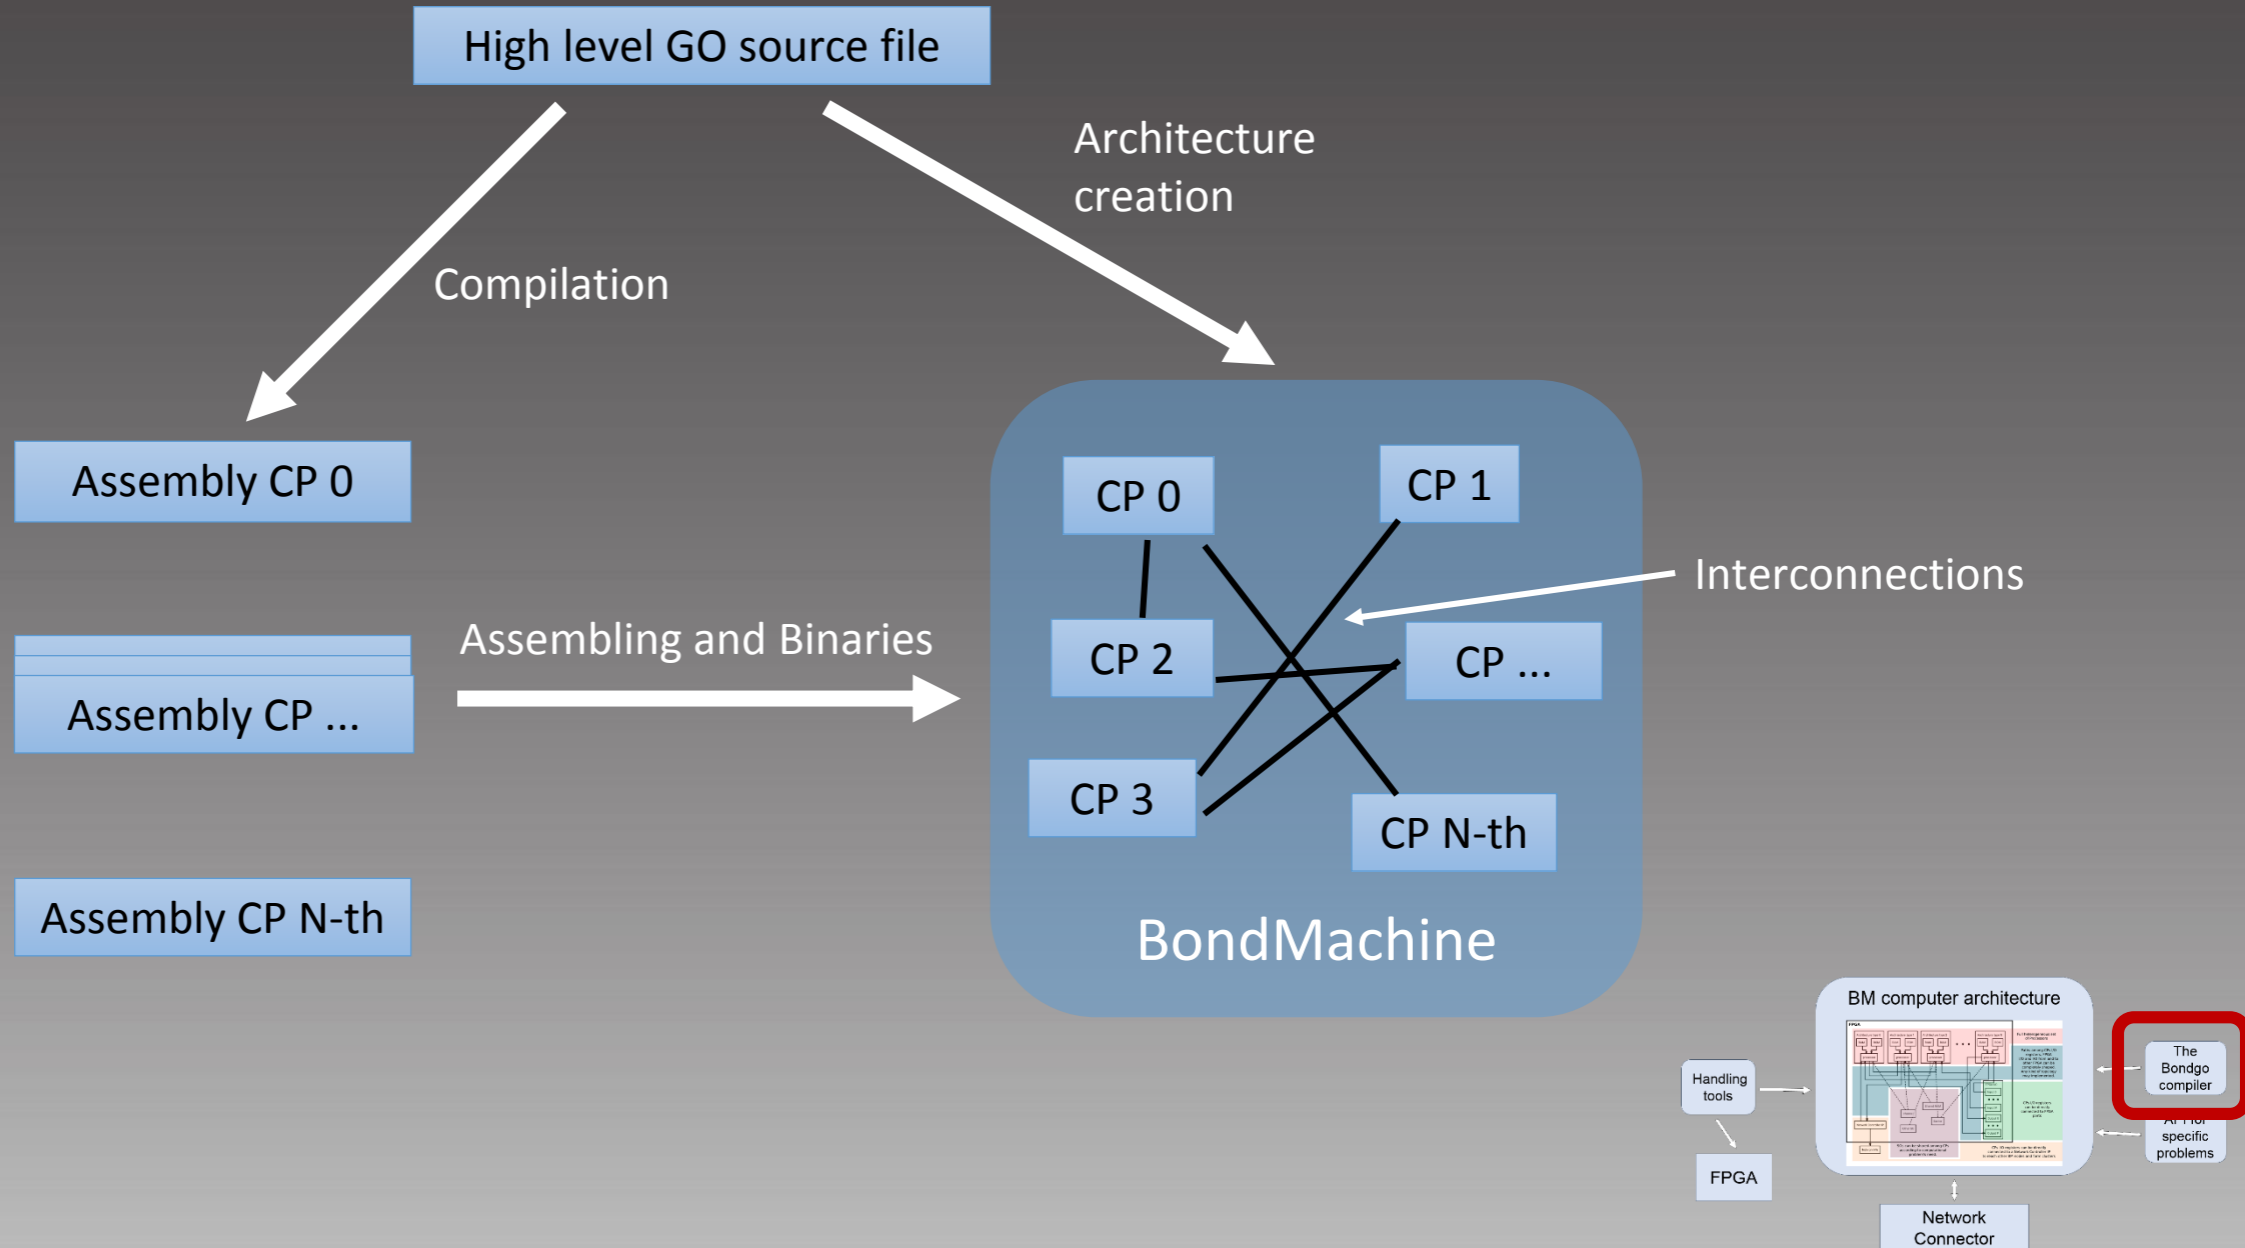 High level GO source file
Architecture
creation
Compilation
Assembly CP 0
CP 0
CP 1
Interconnections
Assembling and Binaries
CP 2
CP ...
Assembly CP ...
CP 3
CP N-th
Assembly CP N-th
BondMachine
BM computer architecture
FPGA
The
Bondgo
compiler
Handling
tools
specific
problems
FPGA
Network
Connector